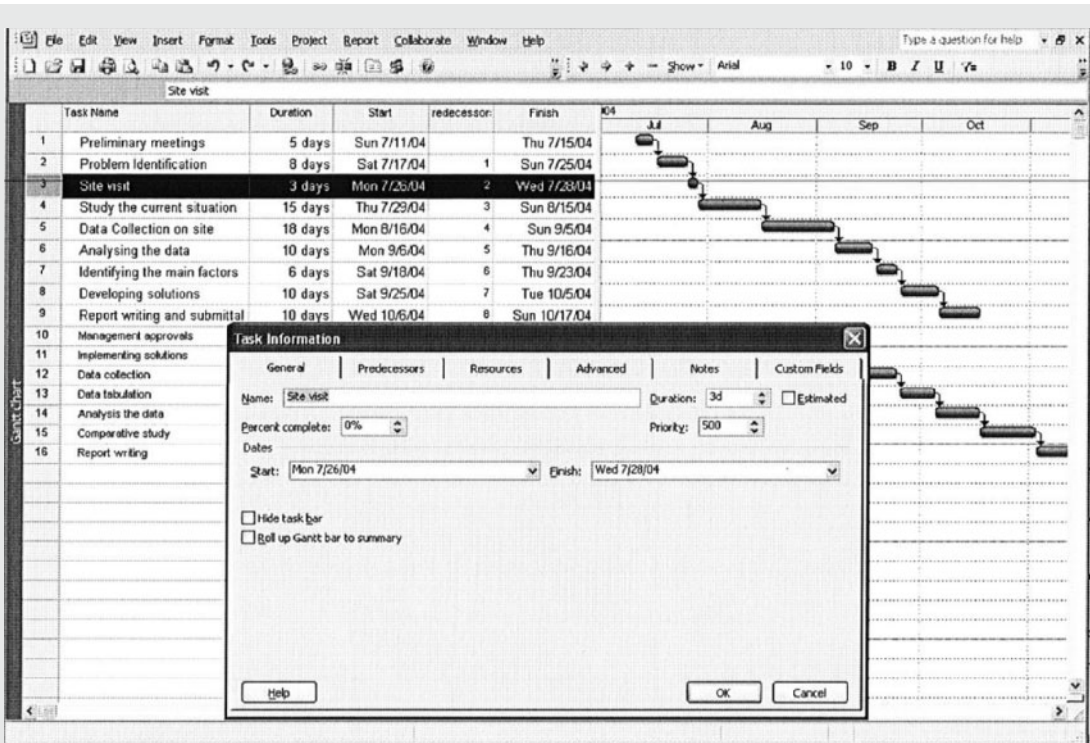 File Edit View Insert Format Tools Project Report Collaborate Window Help Type a question for help
Show Arial 10 B I U
Site visit
Task Name Duration Start redecessor: Finish
04
Jul Aug Sep Oct
1 Preliminary meetings 5 days Sun 7/11/04 Thu 7/15/04
2 Problem Identification 8 days Sat 7/17/04 1 Sun 7/25/04
3 Site visit 3 days Mon 7/26/04 2 Wed 7/28/04
4 Study the current situation 15 days Thu 7/29/04 3 Sun 8/15/04
5 Data Collection on site 18 days Mon 8/16/04 4 Sun 9/5/04
6 Analysing the data 10 days Mon 9/6/04 5 Thu 9/16/04
7 Identifying the main factors 6 days Sat 9/18/04 6 Thu 9/23/04
8 Developing solutions 10 days Sat 9/25/04 7 Tue 10/5/04
9 Report writing and submittal 10 days Wed 10/6/04 8 Sun 10/17/04
10 Management approvals
11 Implementing solutions
12 Data collection
13 Data tabulation
14 Analysis the data
15 Comparative study
16 Report writing
Gantt Chart
Task Information
General Predecessors Resources Advanced Notes Custom Fields
Name: Site visit Duration: 3d Estimated
Percent complete: 0% Priority: 500
Dates
Start: Mon 7/26/04 Finish: Wed 7/28/04
Hide task bar
Roll up Gantt bar to summary
Help OK Cancel